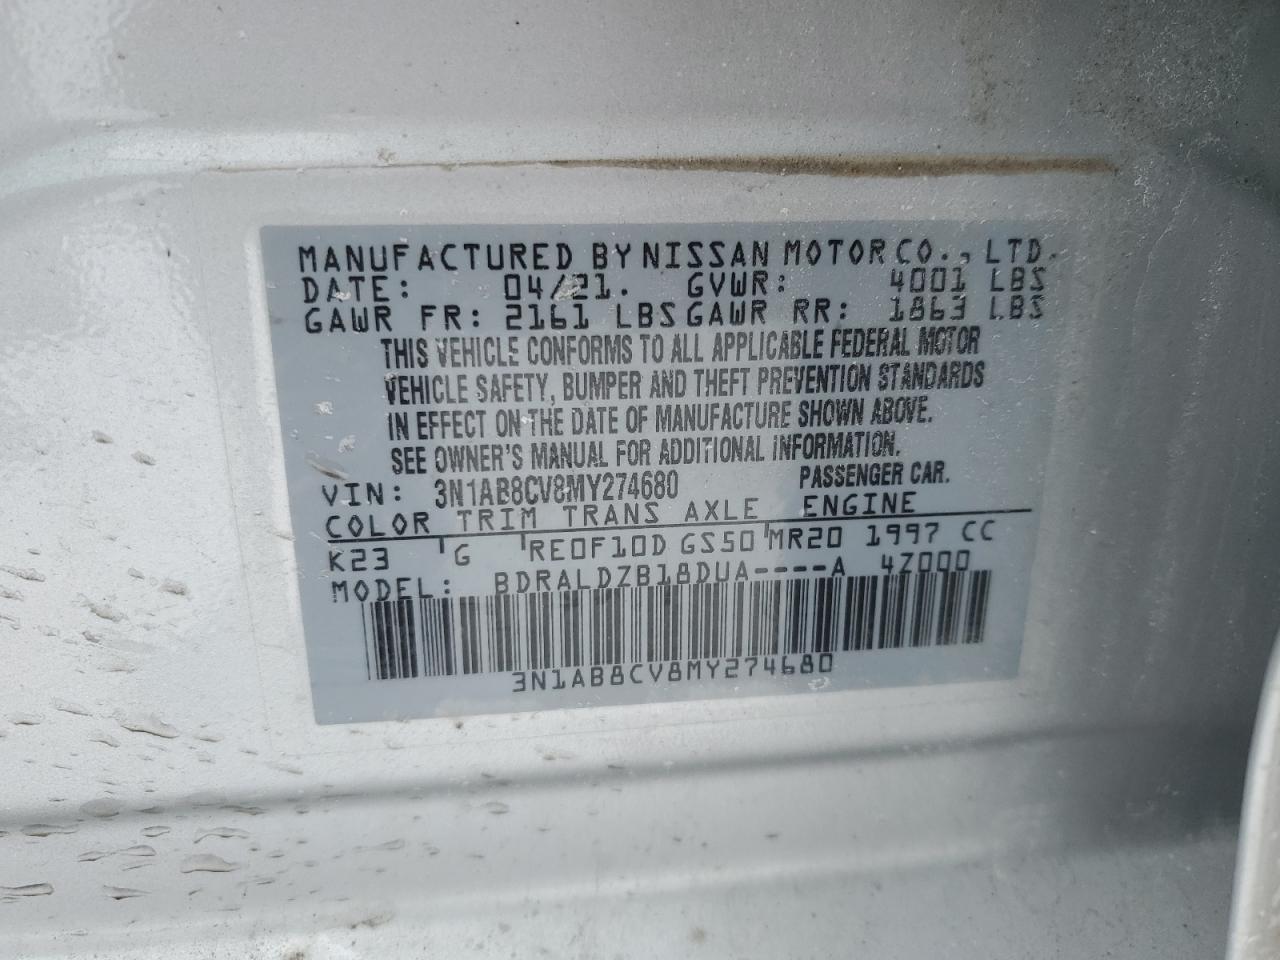 MANUFACTURED BY NISSAN MOTOR CO., LTD.
DATE: 04/21. GVWR: 4001 LBS
GAWR FR: 2161 LBS GAWR RR: 1863 LBS
THIS VEHICLE CONFORMS TO ALL APPLICABLE FEDERAL MOTOR
VEHICLE SAFETY, BUMPER AND THEFT PREVENTION STANDARDS
IN EFFECT ON THE DATE OF MANUFACTURE SHOWN ABOVE.
SEE OWNER'S MANUAL FOR ADDITIONAL INFORMATION.
VIN: 3N1AB8CV8MY274680 PASSENGER CAR.
COLOR TRIM TRANS AXLE ENGINE
K23 G RE0F10D GS50 MR20 1997 CC
MODEL: BDRALDZB18DUA----A 4Z000
3N1AB8CV8MY274680